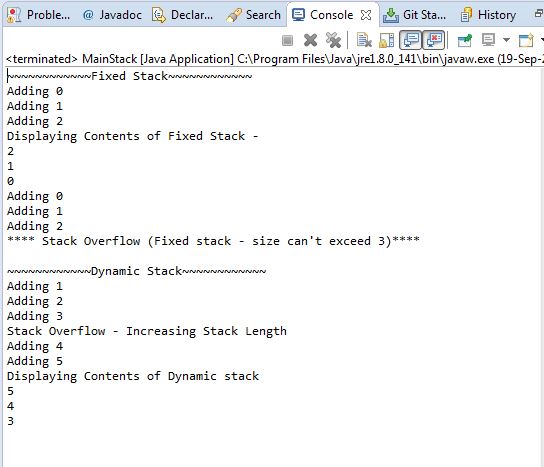 Proble... @ Javadoc Declar... Search Console Git Sta... History
<terminated> MainStack [Java Application] C:\Program Files\Java\jre1.8.0_141\bin\javaw.exe (19-Sep-2
~~~~~~~~~~~~Fixed Stack~~~~~~~~~~~~
Adding 0
Adding 1
Adding 2
Displaying Contents of Fixed Stack -
2
1
0
Adding 0
Adding 1
Adding 2
**** Stack Overflow (Fixed stack - size can't exceed 3)****
~~~~~~~~~~~~Dynamic Stack~~~~~~~~~~~~
Adding 1
Adding 2
Adding 3
Stack Overflow - Increasing Stack Length
Adding 4
Adding 5
Displaying Contents of Dynamic stack
5
4
3